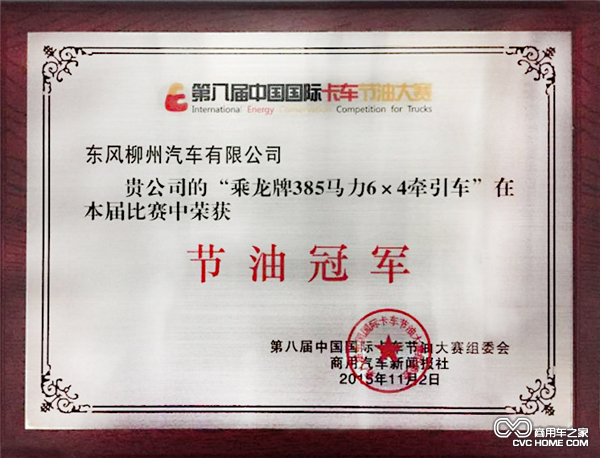 第八届中国国际卡车节油大赛
International Energy Conservation Competition for Trucks
东风柳州汽车有限公司
贵公司的“乘龙牌385马力6×4牵引车”在
本届比赛中荣获
节油冠军
第八届中国国际卡车节油大赛组委会
商用汽车新闻报社
2015年11月2日
商用车之家
CVC HOME.COM